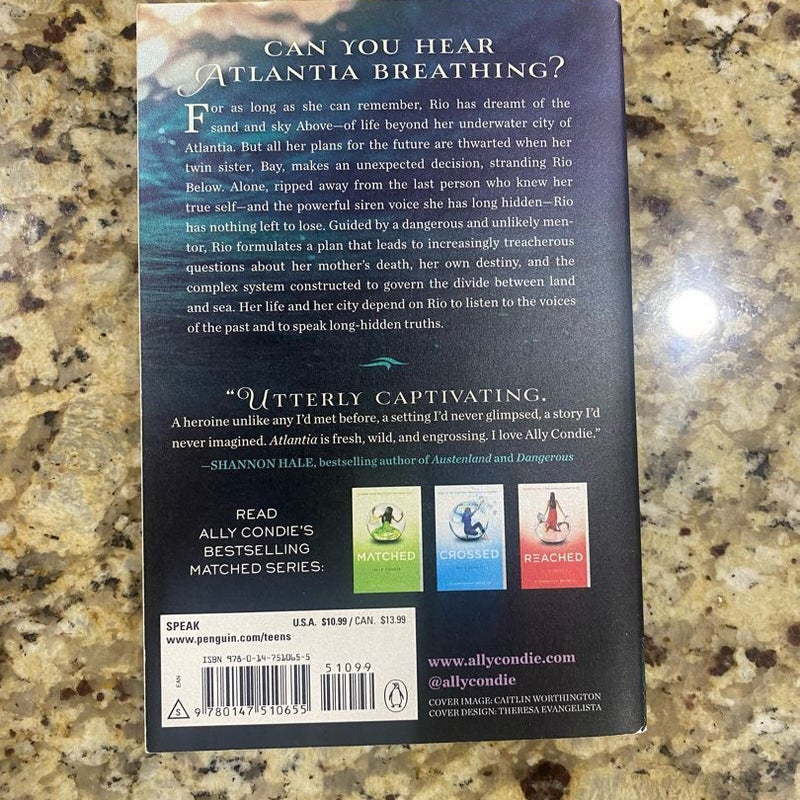 CAN YOU HEAR
ATLANTIA BREATHING?
For as long as she can remember, Rio has dreamt of the
sand and sky Above—of life beyond her underwater city of
Atlantia. But all her plans for the future are thwarted when her
twin sister, Bay, makes an unexpected decision, stranding Rio
Below. Alone, ripped away from the last person who knew her
true self—and the powerful siren voice she has long hidden—Rio
has nothing left to lose. Guided by a dangerous and unlikely men-
tor, Rio formulates a plan that leads to increasingly treacherous
questions about her mother's death, her own destiny, and the
complex system constructed to govern the divide between land
and sea. Her life and her city depend on Rio to listen to the voices
of the past and to speak long-hidden truths.
"UTTERLY CAPTIVATING.
A heroine unlike any I'd met before, a setting I'd never glimpsed, a story I'd
never imagined. Atlantia is fresh, wild, and engrossing. I love Ally Condie."
—SHANNON HALE, bestselling author of Austenland and Dangerous
READ
ALLY CONDIE'S
BESTSELLING
MATCHED SERIES:
MATCHED
CROSSED
REACHED
SPEAK
U.S.A. $10.99 / CAN. $13.99
www.penguin.com/teens
ISBN 978-0-14-751065-5
51099
EAN
S
9 780147 510655
www.allycondie.com
@allycondie
COVER IMAGE: CAITLIN WORTHINGTON
COVER DESIGN: THERESA EVANGELISTA